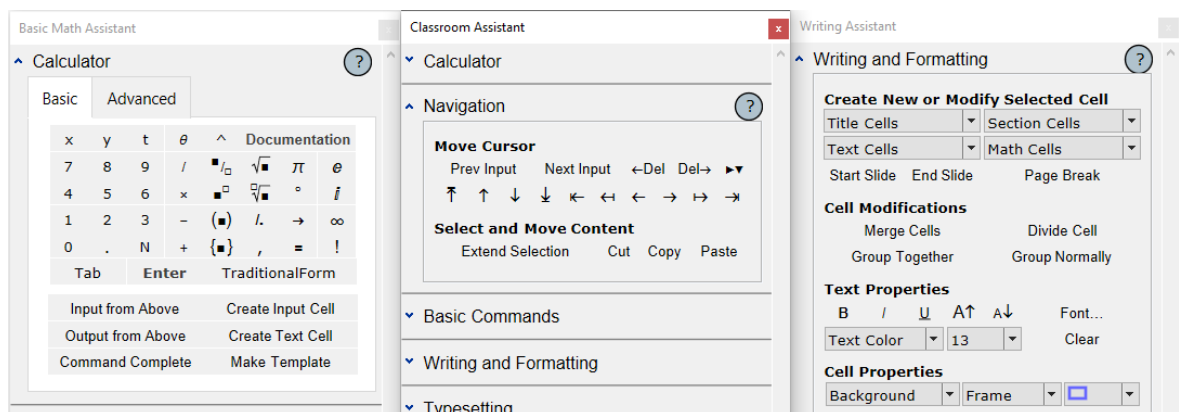 Basic Math Assistant x
Calculator ?
Basic Advanced
x y t θ ^ Documentation
7 8 9 / ■/□ √■ π e
4 5 6 × ■□ □√■ ° i
1 2 3 − (■) /. → ∞
0 . N + {■} , = !
Tab Enter TraditionalForm
Input from Above Create Input Cell
Output from Above Create Text Cell
Command Complete Make Template
Classroom Assistant x
Calculator
Navigation ?
Move Cursor
Prev Input Next Input ←Del Del→ ▸▾
⤒ ↑ ↓ ⤓ ⇤ ↤ ← → ↦ ⇥
Select and Move Content
Extend Selection Cut Copy Paste
Basic Commands
Writing and Formatting
Typesetting
Writing Assistant x
Writing and Formatting ?
Create New or Modify Selected Cell
Title Cells Section Cells
Text Cells Math Cells
Start Slide End Slide Page Break
Cell Modifications
Merge Cells Divide Cell
Group Together Group Normally
Text Properties
B I U A↑ A↓ Font...
Text Color 13 Clear
Cell Properties
Background Frame